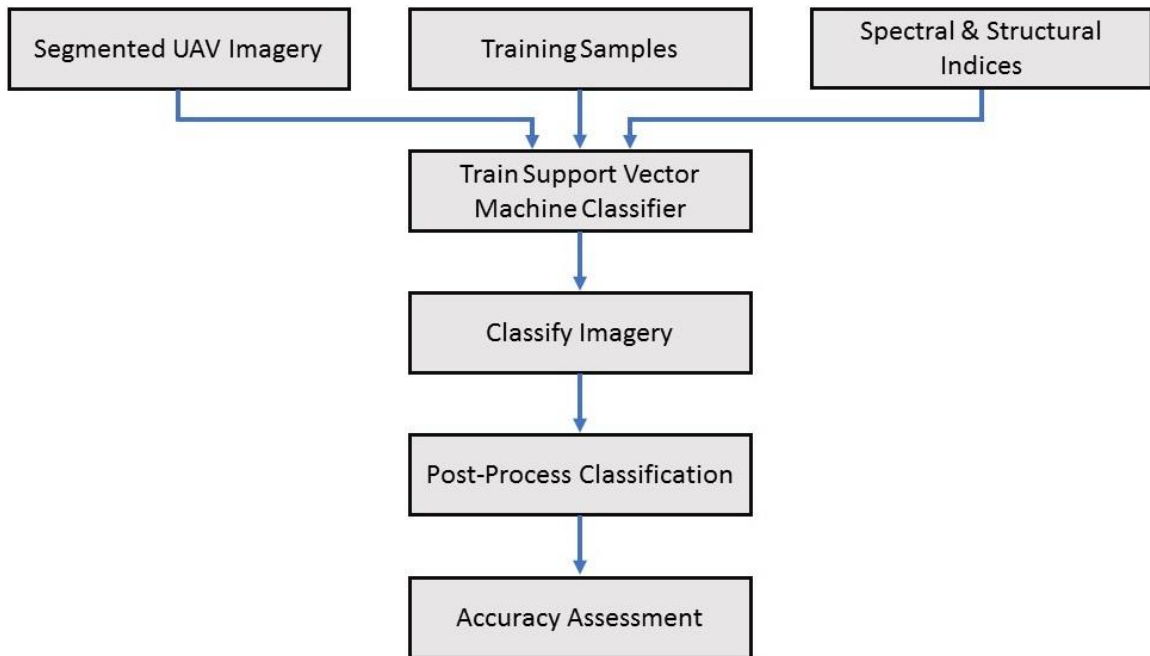 Segmented UAV Imagery
Training Samples
Spectral & Structural
Indices
Train Support Vector
Machine Classifier
Classify Imagery
Post-Process Classification
Accuracy Assessment